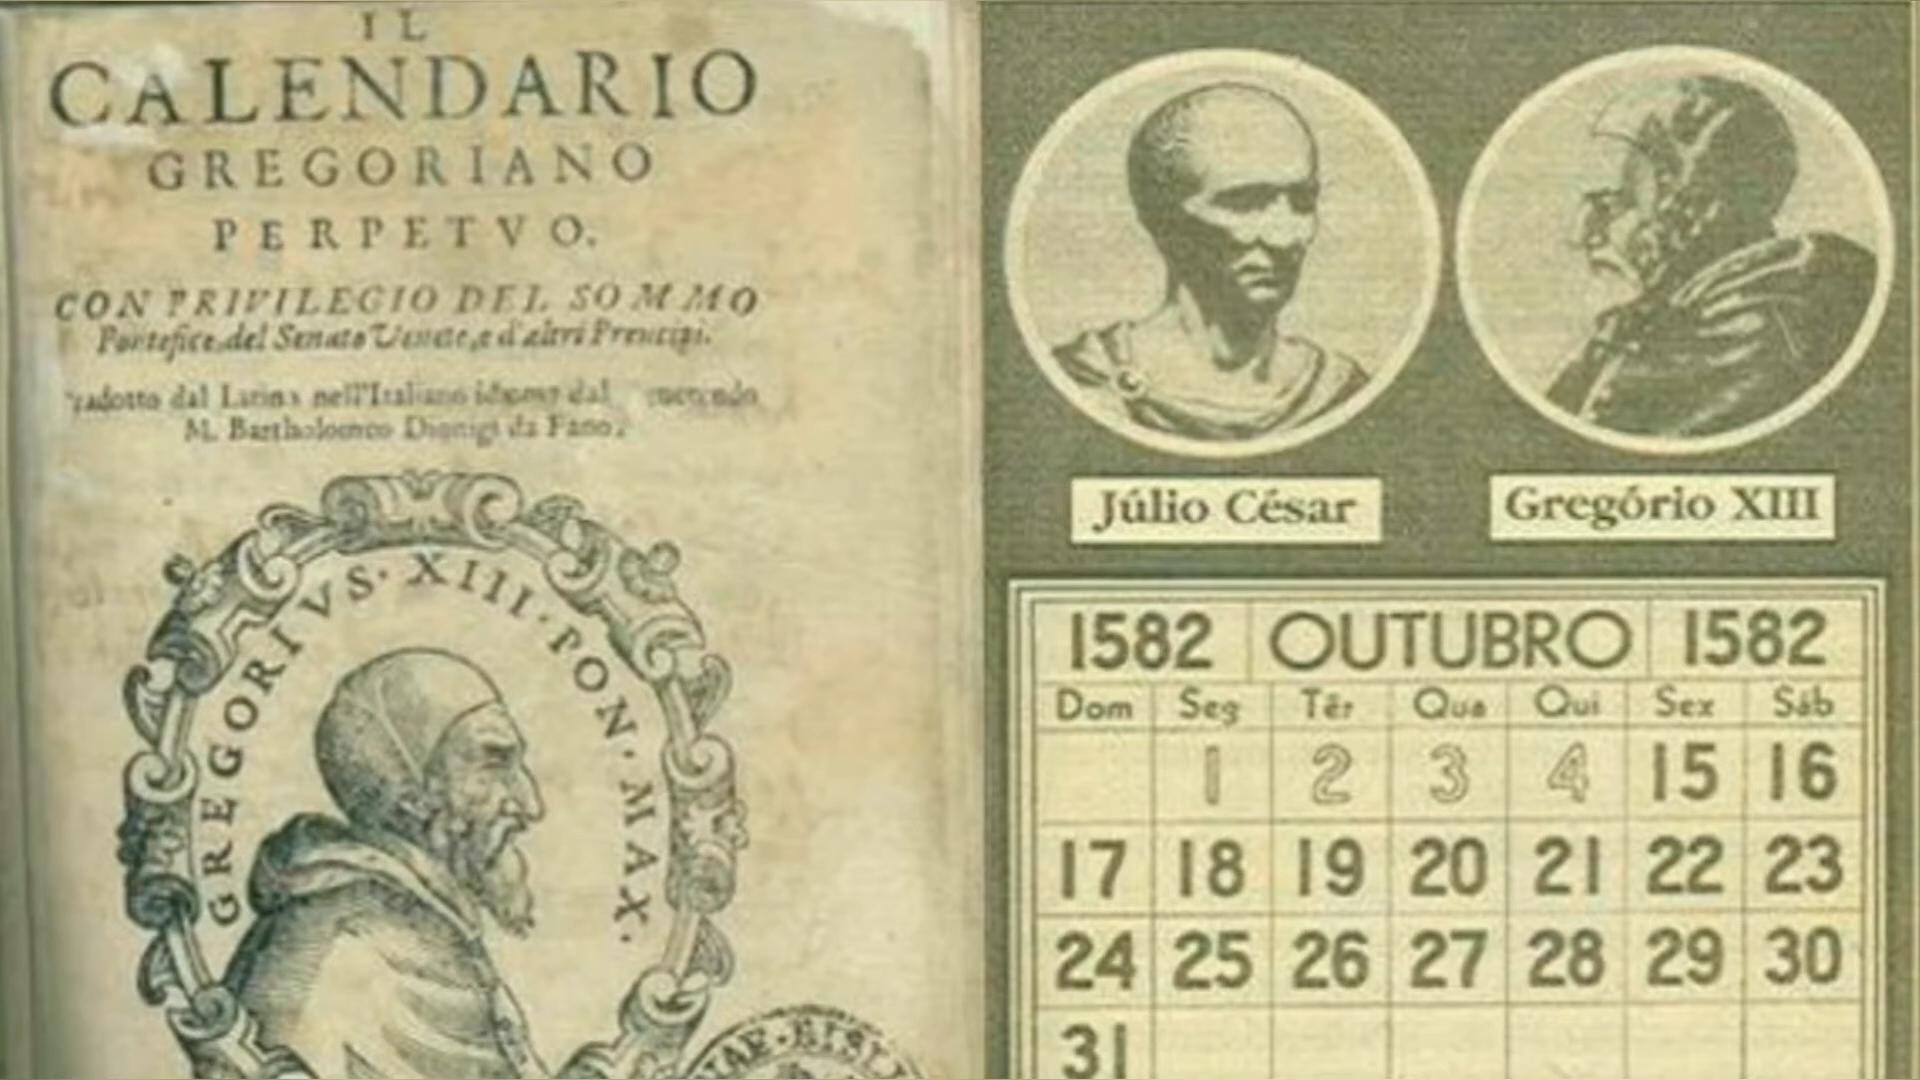 IL
CALENDARIO
GREGORIANO
PERPETVO.
CON PRIVILEGIO DEL SOMMO
Pontefice, del Senato Veneto, e d'altri Prencipi.
dal Latino nell'Italiano idioma dal
M. Bartholomeo Dionigi da Fano.
GREGORIVS · XIII · PON · MAX ·
Júlio César
Gregório XIII
1582 OUTUBRO 1582
Dom Seg Têr Qua Qui Sex Sáb
1 2 3 4 15 16
17 18 19 20 21 22 23
24 25 26 27 28 29 30
31